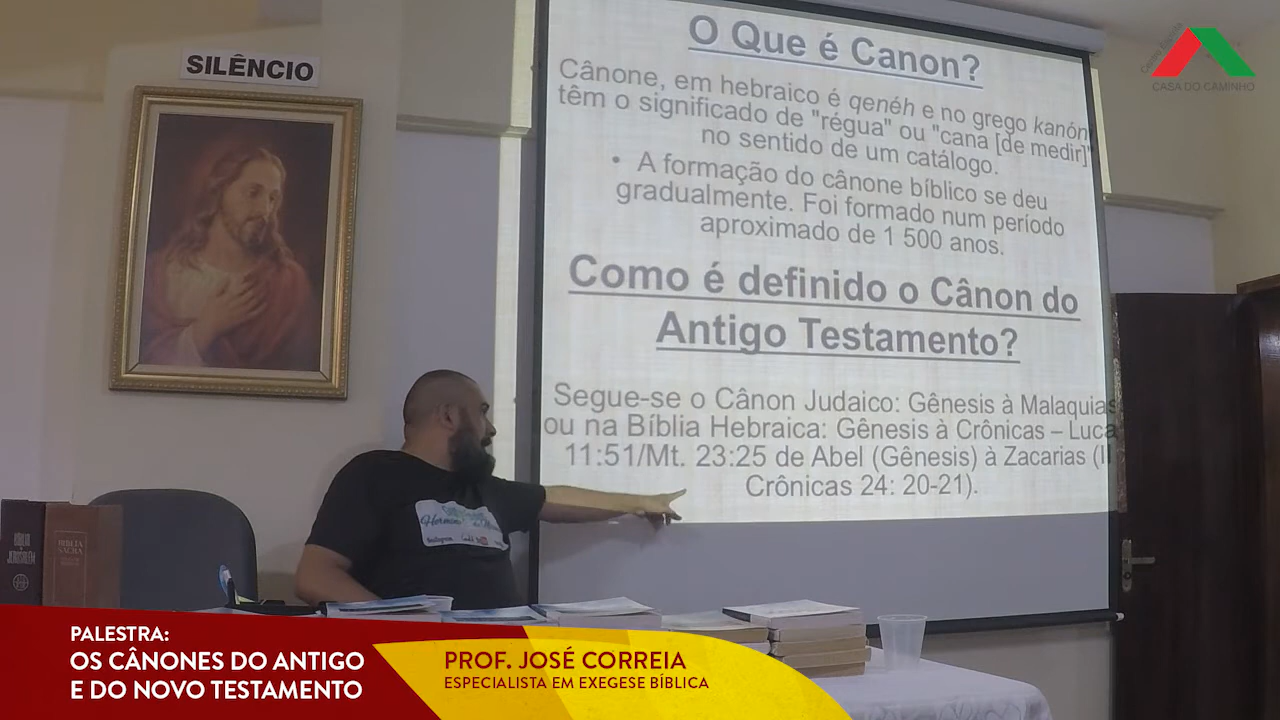 SILÊNCIO
O Que é Canon?
Cânone, em hebraico é qenéh e no grego kanón,
têm o significado de "régua" ou "cana [de medir]"
no sentido de um catálogo.
• A formação do cânone bíblico se deu
gradualmente. Foi formado num período
aproximado de 1 500 anos.
Como é definido o Cânon do
Antigo Testamento?
Segue-se o Cânon Judaico: Gênesis à Malaquias
ou na Bíblia Hebraica: Gênesis à Crônicas – Lucas
11:51/Mt. 23:25 de Abel (Gênesis) à Zacarias (II
Crônicas 24: 20-21).
CASA DO CAMINHO
BÍBLIA
JERUSALÉM
BÍBLIA
SACRA
PALESTRA:
OS CÂNONES DO ANTIGO
E DO NOVO TESTAMENTO
PROF. JOSÉ CORREIA
ESPECIALISTA EM EXEGESE BÍBLICA